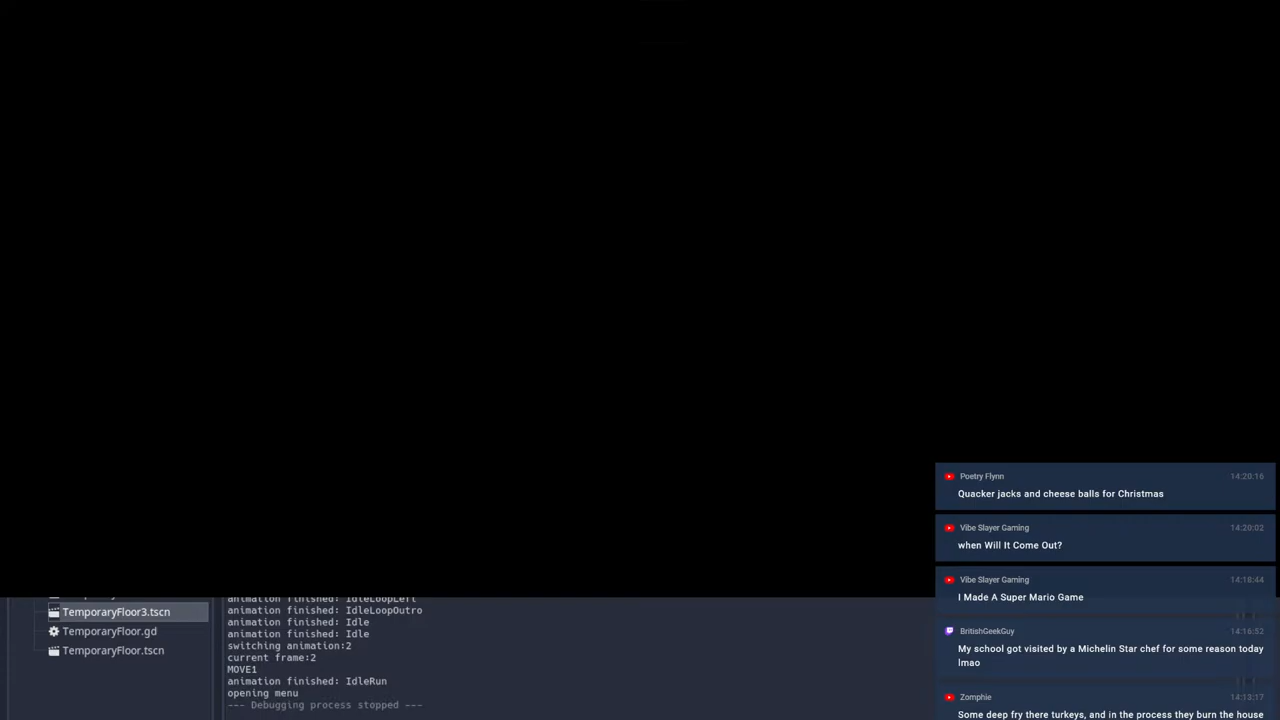 Poetry Flynn 14:20:16
Quacker jacks and cheese balls for Christmas
Vibe Slayer Gaming 14:20:02
when Will It Come Out?
Vibe Slayer Gaming 14:18:44
I Made A Super Mario Game
BritishGeekGuy 14:16:52
My school got visited by a Michelin Star chef for some reason today
lmao
Zomphie 14:13:17
Some deep fry there turkeys, and in the process they burn the house
TemporaryFloor3.tscn
TemporaryFloor.gd
TemporaryFloor.tscn
animation finished: IdleLoopLeft
animation finished: IdleLoopOutro
animation finished: Idle
animation finished: Idle
switching animation:2
current frame:2
MOVE1
animation finished: IdleRun
opening menu
--- Debugging process stopped ---